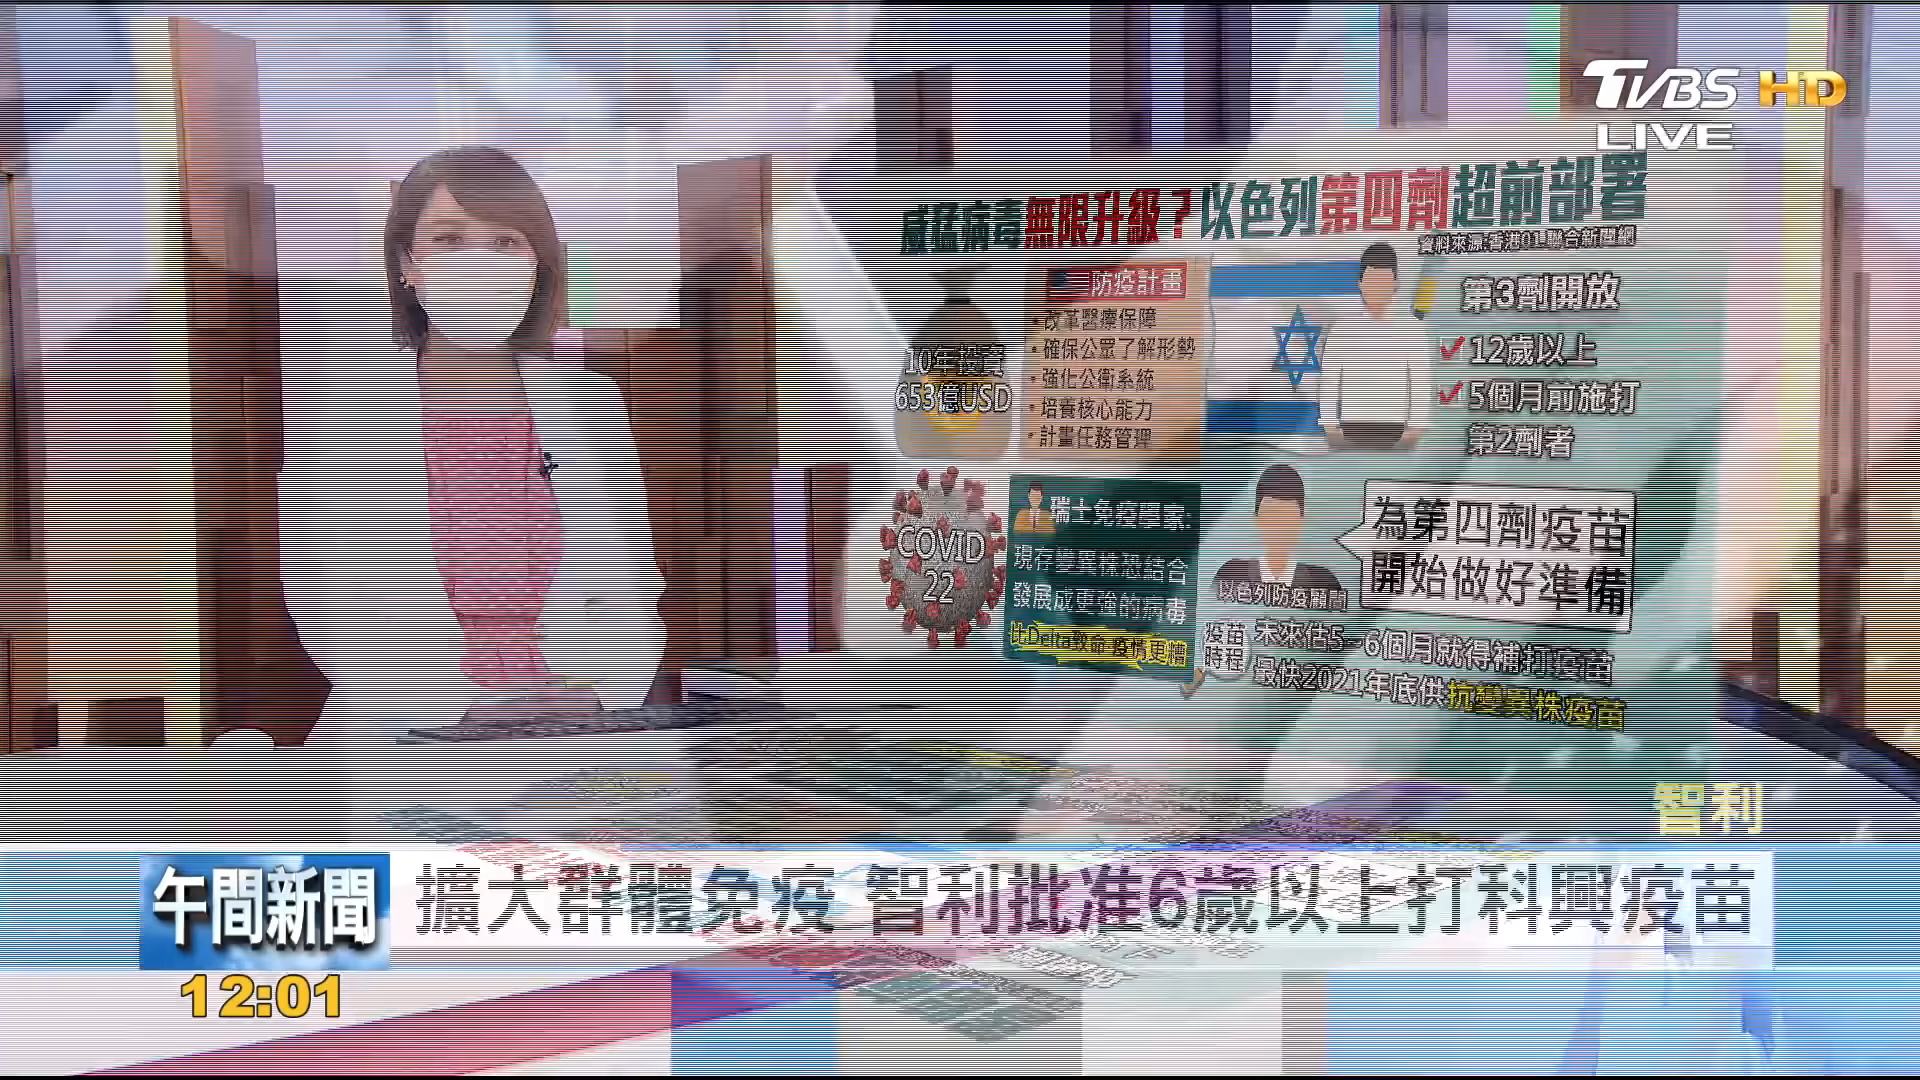 TVBS HD
LIVE
威猛病毒無限升級？以色列第四劑超前部署
資料來源:香港01.聯合新聞網
10年投資
653億USD
防疫計畫
・改革醫療保障
・確保公眾了解形勢
・強化公衛系統
・培養核心能力
・計畫任務管理
第3劑開放
12歲以上
5個月前施打
第2劑者
COVID
22
瑞士免疫學家:
現存變異株恐結合
發展成更強的病毒
比Delta致命·疫情更糟
以色列防疫顧問
為第四劑疫苗
開始做好準備
疫苗
時程
未來估5~6個月就得補打疫苗
最快2021年底供抗變異株疫苗
智利
午間新聞
擴大群體免疫 智利批准6歲以上打科興疫苗
12:01